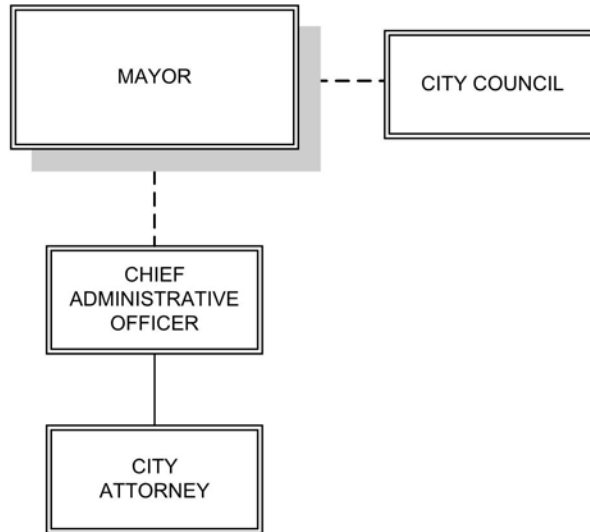 MAYOR
CITY COUNCIL
CHIEF
ADMINISTRATIVE
OFFICER
CITY
ATTORNEY